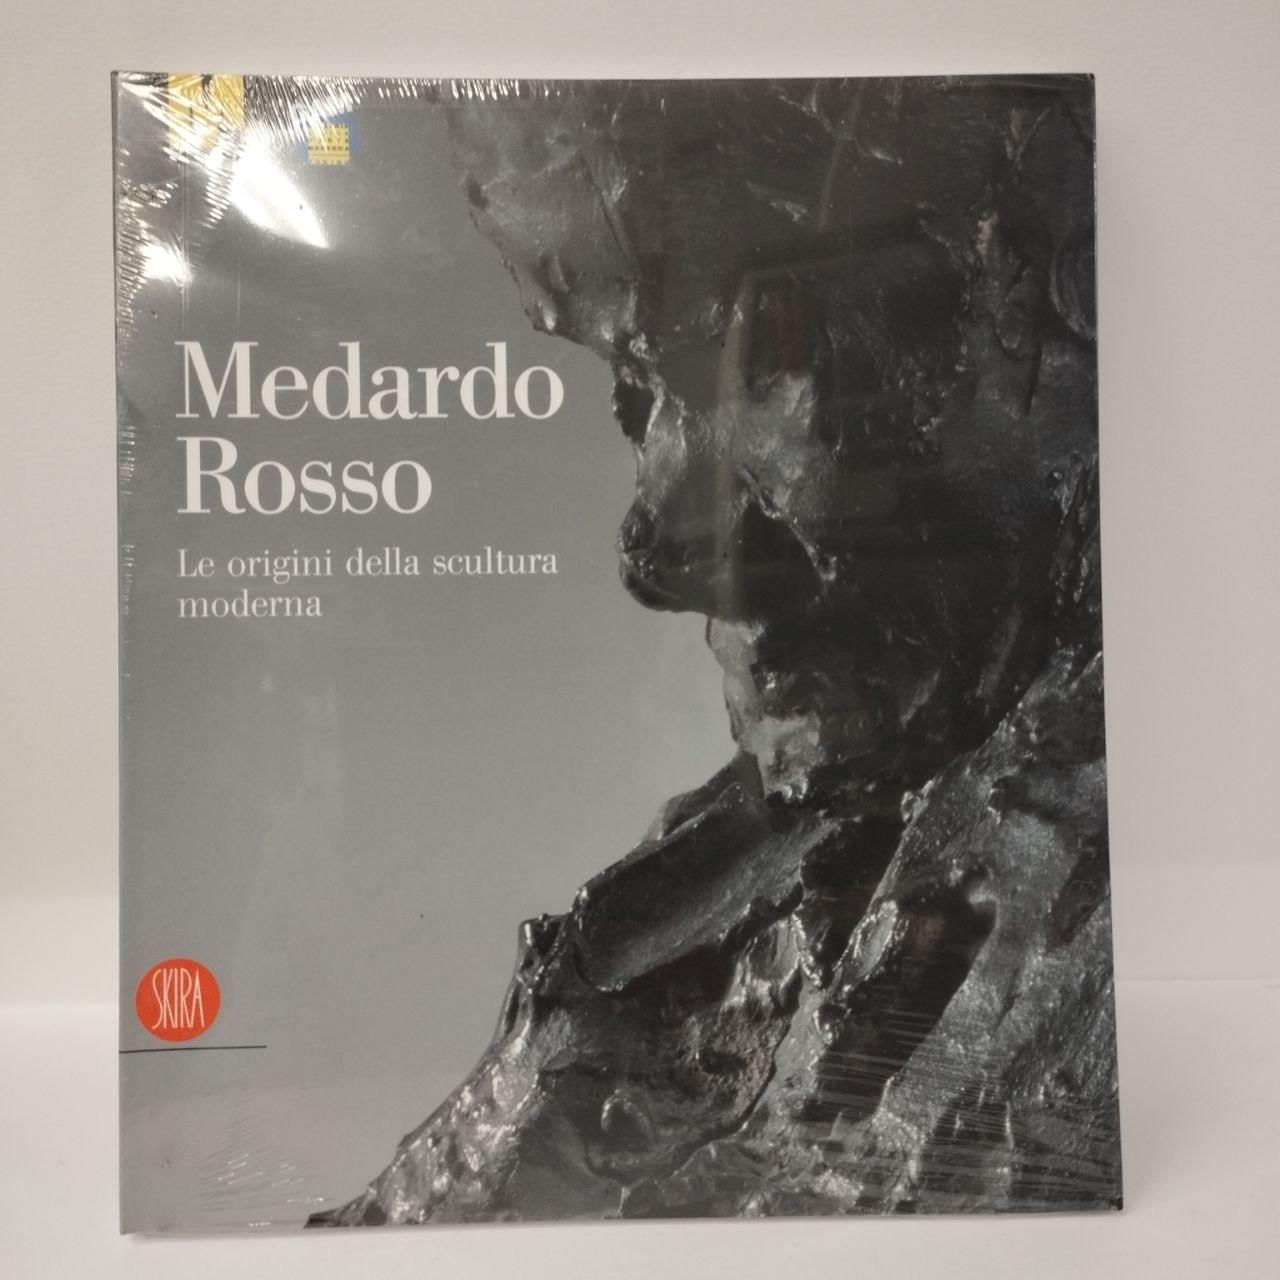 Medardo
Rosso
Le origini della scultura
moderna
SKIRA